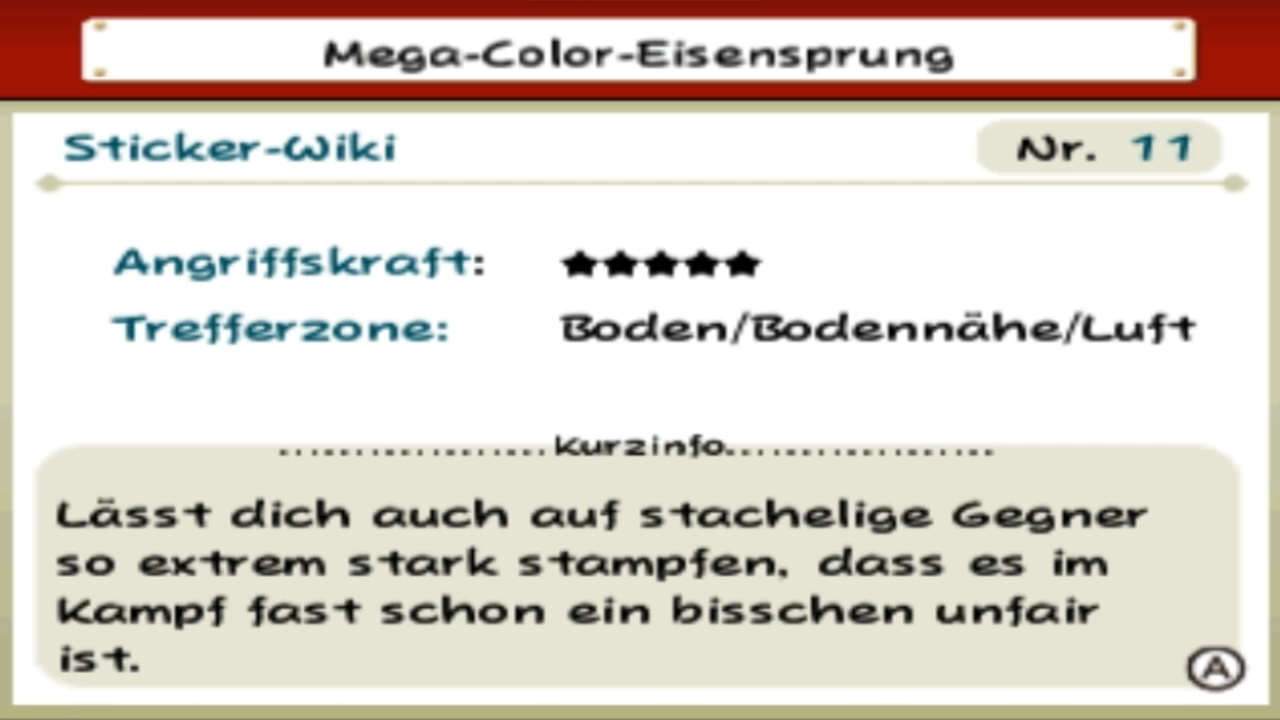 Mega-Color-Eisensprung
Sticker-Wiki
Nr. 11
Angriffskraft: ★★★★★
Trefferzone: Boden/Bodennähe/Luft
Kurzinfo
Lässt dich auch auf stachelige Gegner
so extrem stark stampfen, dass es im
Kampf fast schon ein bisschen unfair
ist.
A